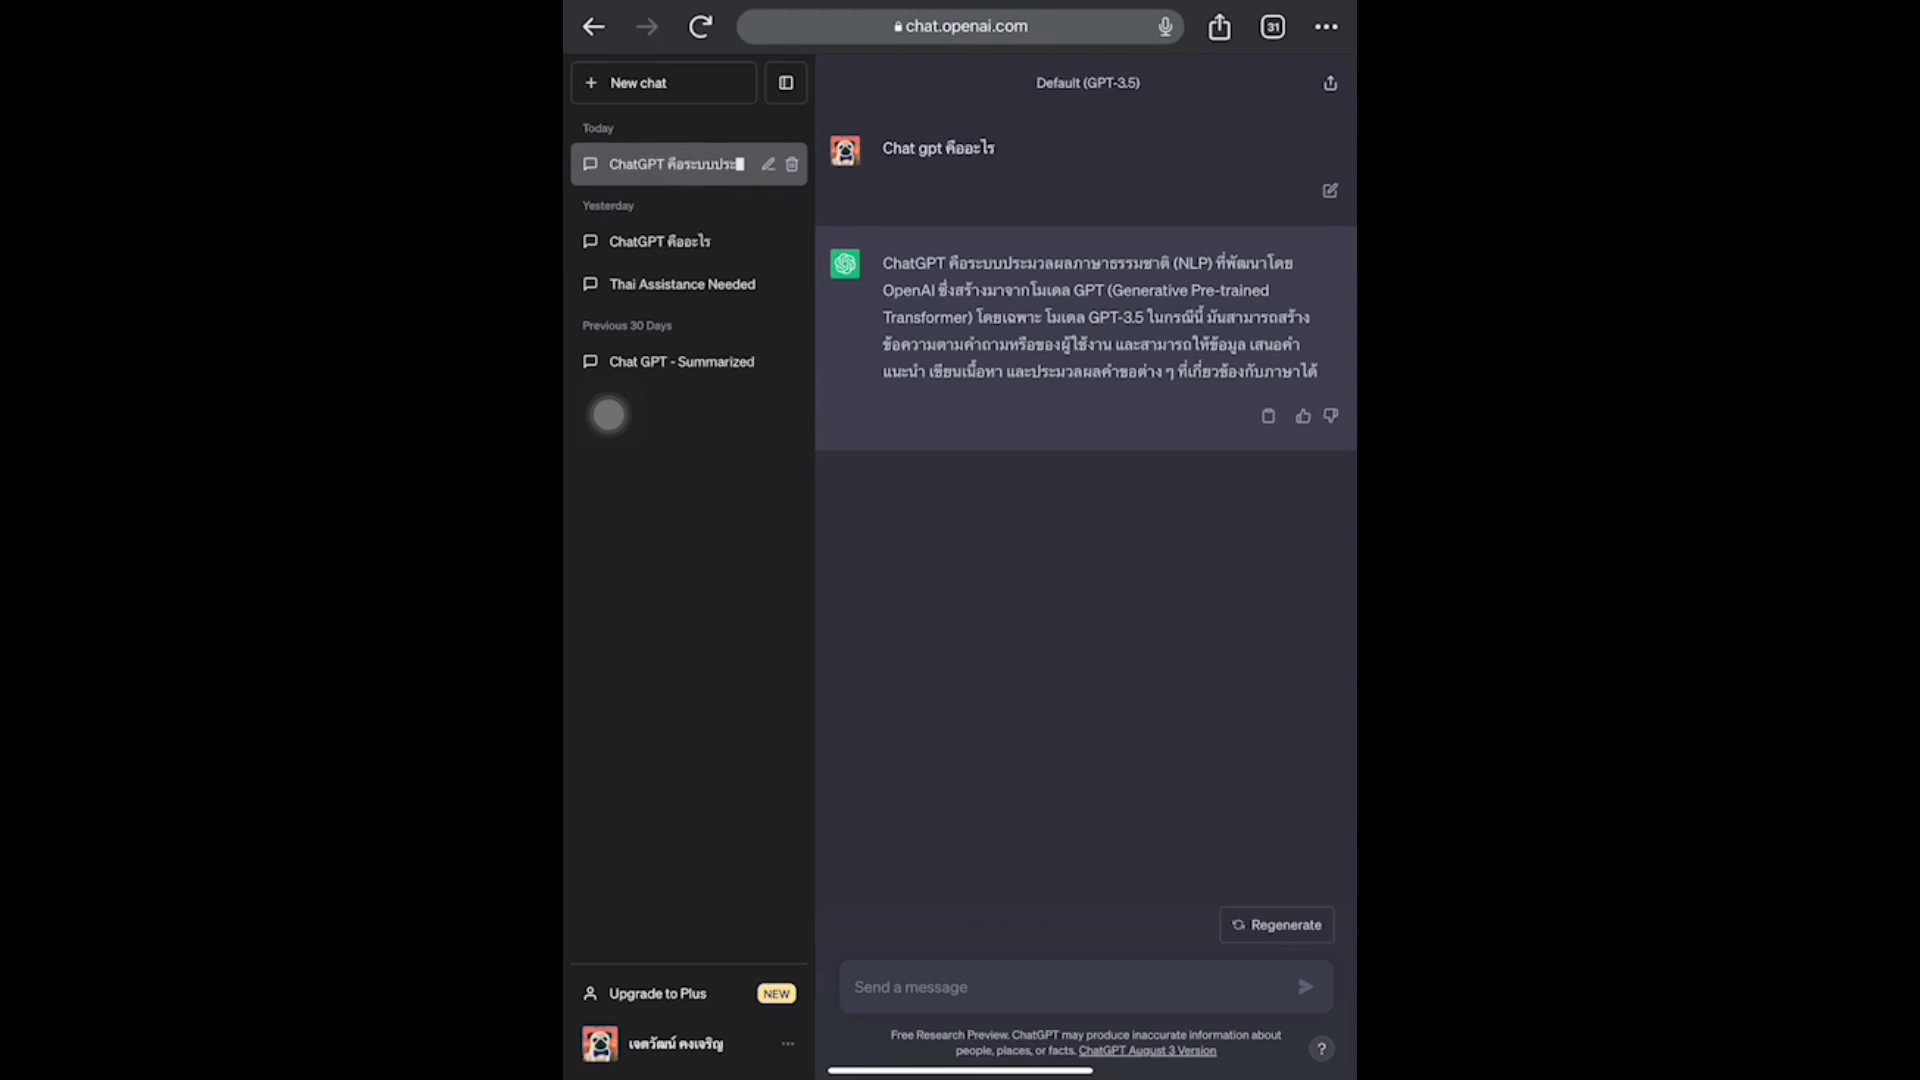 chat.openai.com
31
New chat
Today
ChatGPT คือระบบประ
Yesterday
ChatGPT คืออะไร
Thai Assistance Needed
Previous 30 Days
Chat GPT - Summarized
Upgrade to Plus
NEW
เจตวัฒน์ คงเจริญ
Default (GPT-3.5)
Chat gpt คืออะไร
ChatGPT คือระบบประมวลผลภาษาธรรมชาติ (NLP) ที่พัฒนาโดย
OpenAI ซึ่งสร้างมาจากโมเดล GPT (Generative Pre-trained
Transformer) โดยเฉพาะ โมเดล GPT-3.5 ในกรณีนี้ มันสามารถสร้าง
ข้อความตามคำถามหรือของผู้ใช้งาน และสามารถให้ข้อมูล เสนอคำ
แนะนำ เขียนเนื้อหา และประมวลผลคำขอต่าง ๆ ที่เกี่ยวข้องกับภาษาได้
Regenerate
Send a message
Free Research Preview. ChatGPT may produce inaccurate information about
people, places, or facts. ChatGPT August 3 Version
?